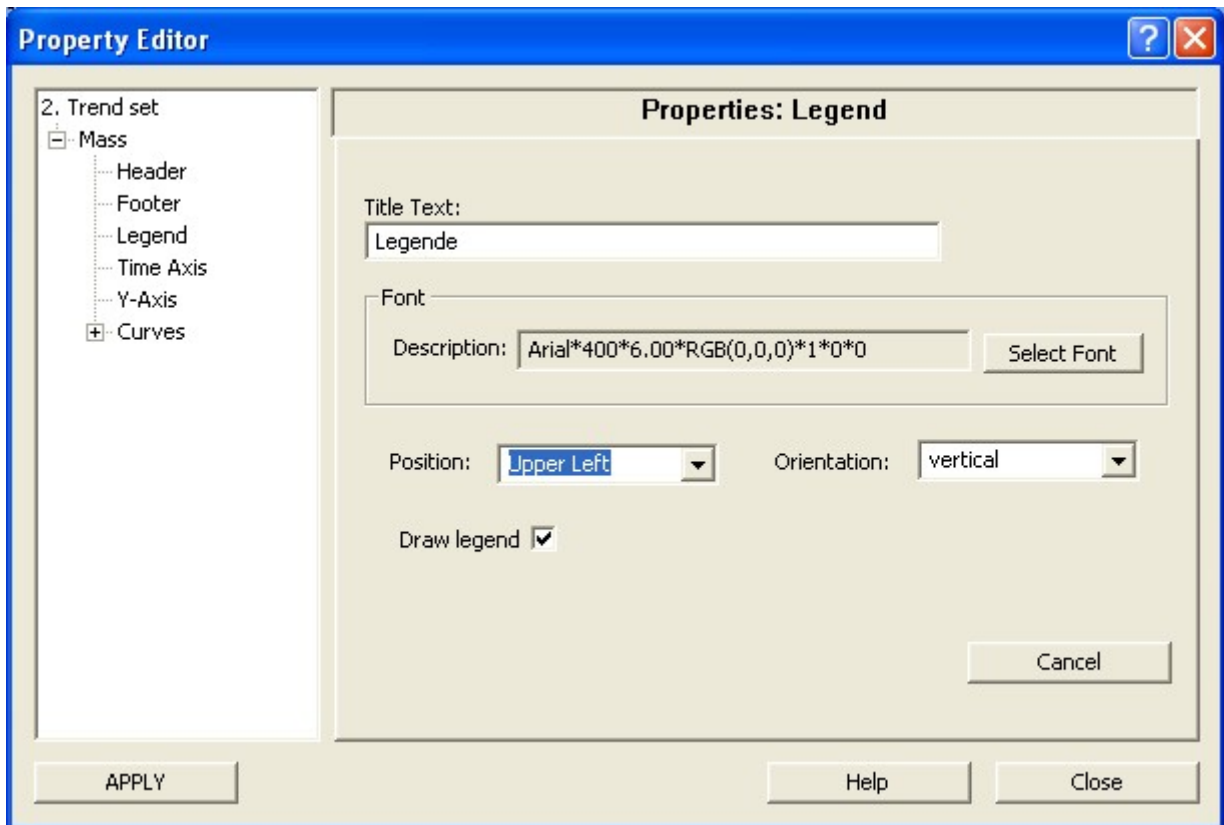 Property Editor
2. Trend set
Mass
Header
Footer
Legend
Time Axis
Y-Axis
Curves
Properties: Legend
Title Text:
Legende
Font
Description: Arial*400*6.00*RGB(0,0,0)*1*0*0 Select Font
Position: Upper Left Orientation: vertical
Draw legend
Cancel
APPLY Help Close